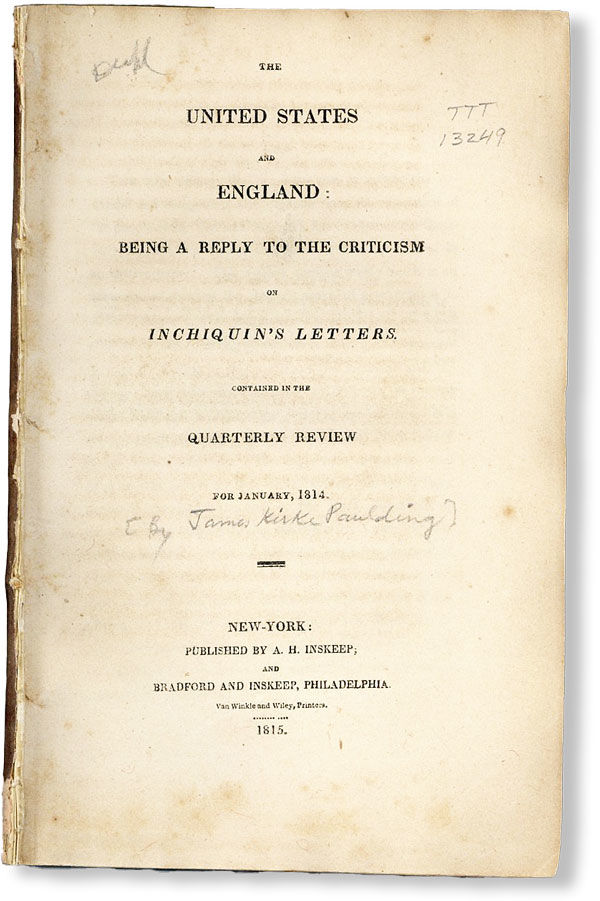 THE
UNITED STATES
AND
ENGLAND:
BEING A REPLY TO THE CRITICISM
ON
INCHIQUIN'S LETTERS.
CONTAINED IN THE
QUARTERLY REVIEW
FOR JANUARY, 1814.
[By James Kirke Paulding]
NEW-YORK:
PUBLISHED BY A. H. INSKEEP;
AND
BRADFORD AND INSKEEP, PHILADELPHIA.
Van Winkle and Wiley, Printers.
1815.
TTT
13249